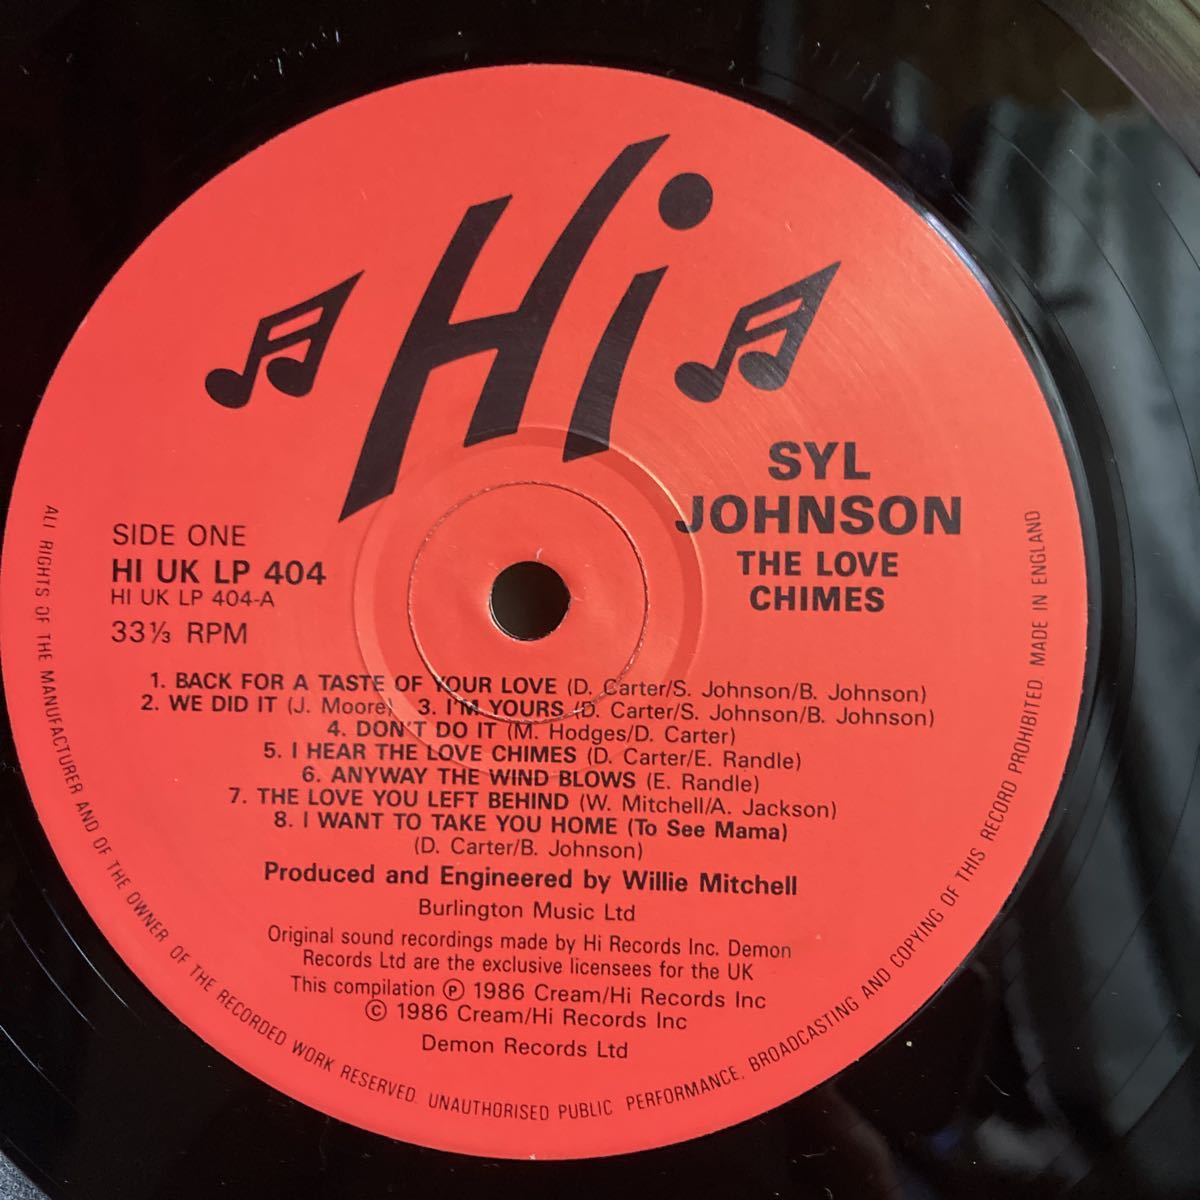 Hi
SYL
JOHNSON
THE LOVE
CHIMES
SIDE ONE
HI UK LP 404
HI UK LP 404-A
33⅓ RPM
1. BACK FOR A TASTE OF YOUR LOVE (D. Carter/S. Johnson/B. Johnson)
2. WE DID IT (J. Moore) 3. I'M YOURS (D. Carter/S. Johnson/B. Johnson)
4. DON'T DO IT (M. Hodges/D. Carter)
5. I HEAR THE LOVE CHIMES (D. Carter/E. Randle)
6. ANYWAY THE WIND BLOWS (E. Randle)
7. THE LOVE YOU LEFT BEHIND (W. Mitchell/A. Jackson)
8. I WANT TO TAKE YOU HOME (To See Mama)
(D. Carter/B. Johnson)
Produced and Engineered by Willie Mitchell
Burlington Music Ltd
Original sound recordings made by Hi Records Inc. Demon
Records Ltd are the exclusive licensees for the UK
This compilation ℗ 1986 Cream/Hi Records Inc
© 1986 Cream/Hi Records Inc
Demon Records Ltd
ALL RIGHTS OF THE MANUFACTURER AND OF THE OWNER OF THE RECORDED WORK RESERVED. UNAUTHORISED PUBLIC PERFORMANCE, BROADCASTING AND COPYING OF THIS RECORD PROHIBITED MADE IN ENGLAND